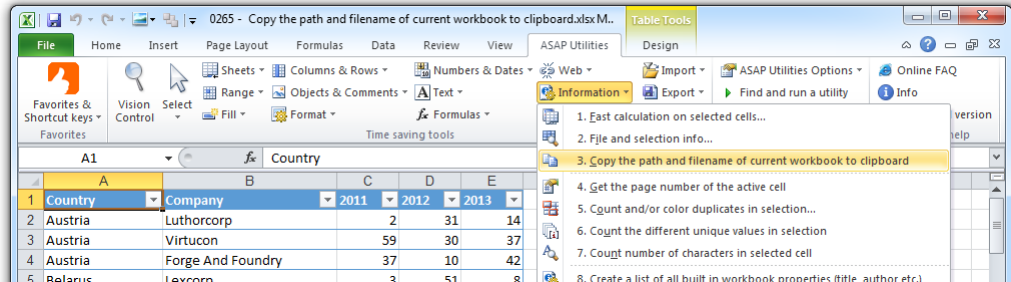 0265 - Copy the path and filename of current workbook to clipboard.xlsx M..
Table Tools
File Home Insert Page Layout Formulas Data Review View ASAP Utilities Design
Sheets Columns & Rows Numbers & Dates Web Import ASAP Utilities Options Online FAQ
Favorites & Shortcut keys Vision Control Select
Range Objects & Comments Text Information Export Find and run a utility Info
Fill Format Formulas version
Favorites Time saving tools help
A1 fx Country
A B C D E
1 Country Company 2011 2012 2013
2 Austria Luthorcorp 2 31 14
3 Austria Virtucon 59 30 37
4 Austria Forge And Foundry 37 10 42
5 Belarus Lexcorp 3 51 8
1. Fast calculation on selected cells...
2. File and selection info...
3. Copy the path and filename of current workbook to clipboard
4. Get the page number of the active cell
5. Count and/or color duplicates in selection...
6. Count the different unique values in selection
7. Count number of characters in selected cell
8. Create a list of all built in workbook properties (title, author etc.)